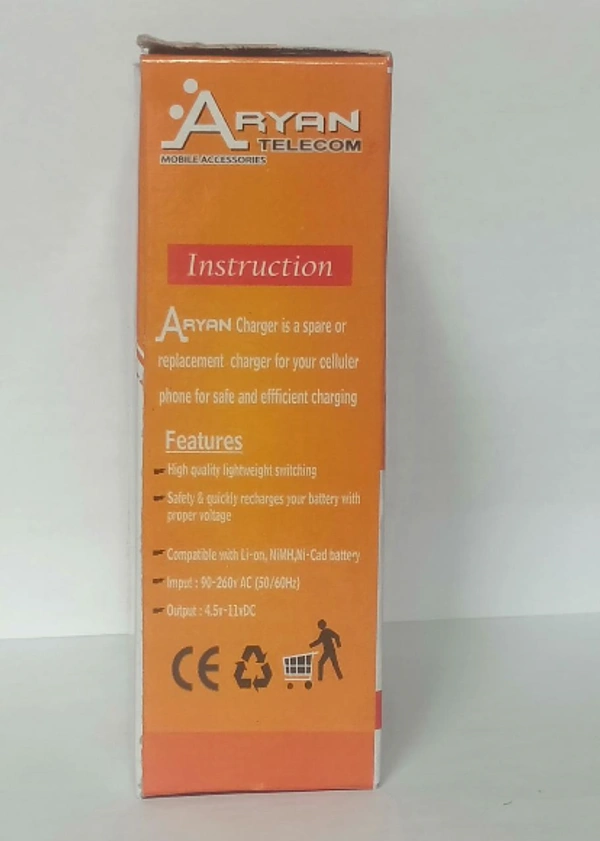 ARYAN
TELECOM
MOBILE ACCESSORIES
Instruction
ARYAN Charger is a spare or
replacement charger for your celluler
phone for safe and effficient charging
Features
High quality lightweight switching
Safety & quickly recharges your battery with
proper voltage
Compatible with Li-on, NiMH,Ni-Cad battery
Imput : 90-260v AC (50/60Hz)
Output : 4.5v-11vDC
CE